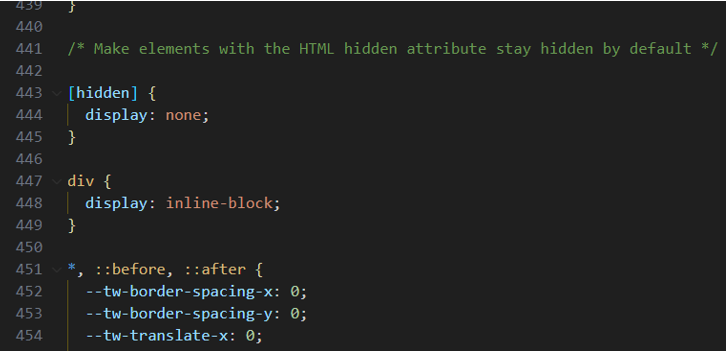 439 }
440
441 /* Make elements with the HTML hidden attribute stay hidden by default */
442
443 [hidden] {
444 display: none;
445 }
446
447 div {
448 display: inline-block;
449 }
450
451 *, ::before, ::after {
452 --tw-border-spacing-x: 0;
453 --tw-border-spacing-y: 0;
454 --tw-translate-x: 0;